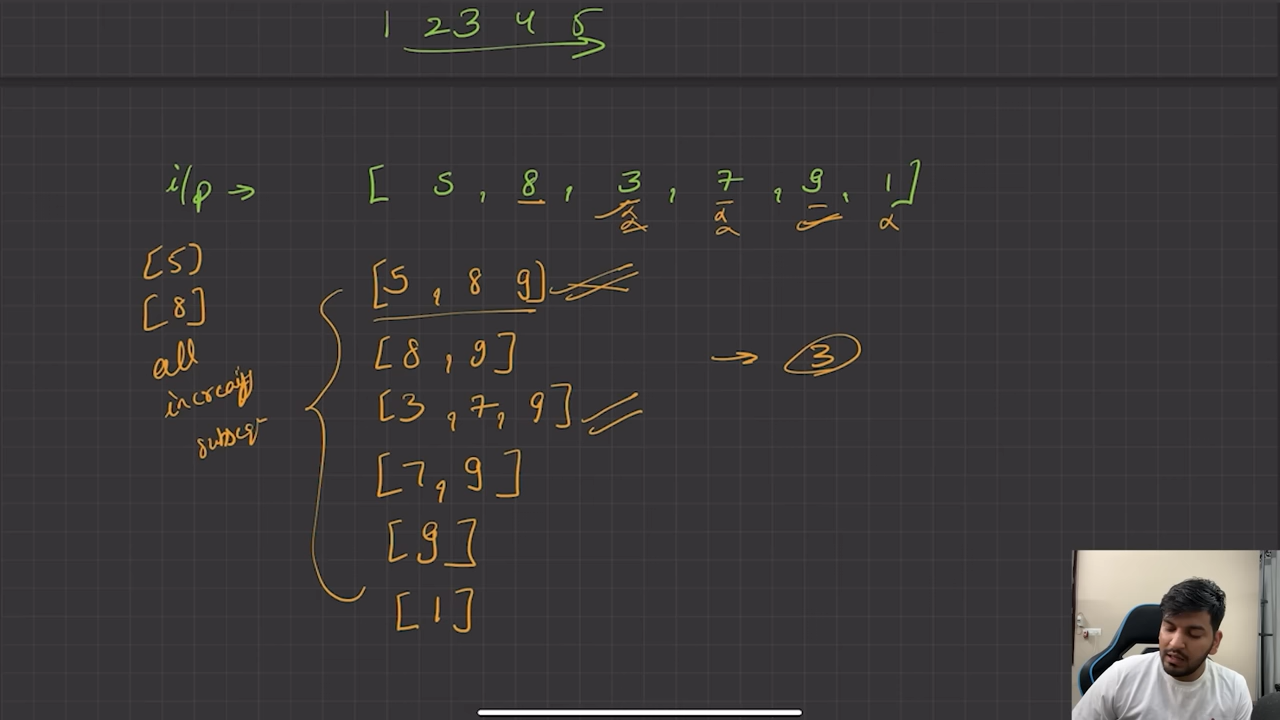 1 2 3 4 5
i/p → [ 5 , 8 , 3 , 7 , 9 , 1 ]
[5]
[8]
all
subseq
[5 , 8 9]
[8 , 9]
[3 , 7, 9]
[7, 9]
[9]
[1]
→ 3